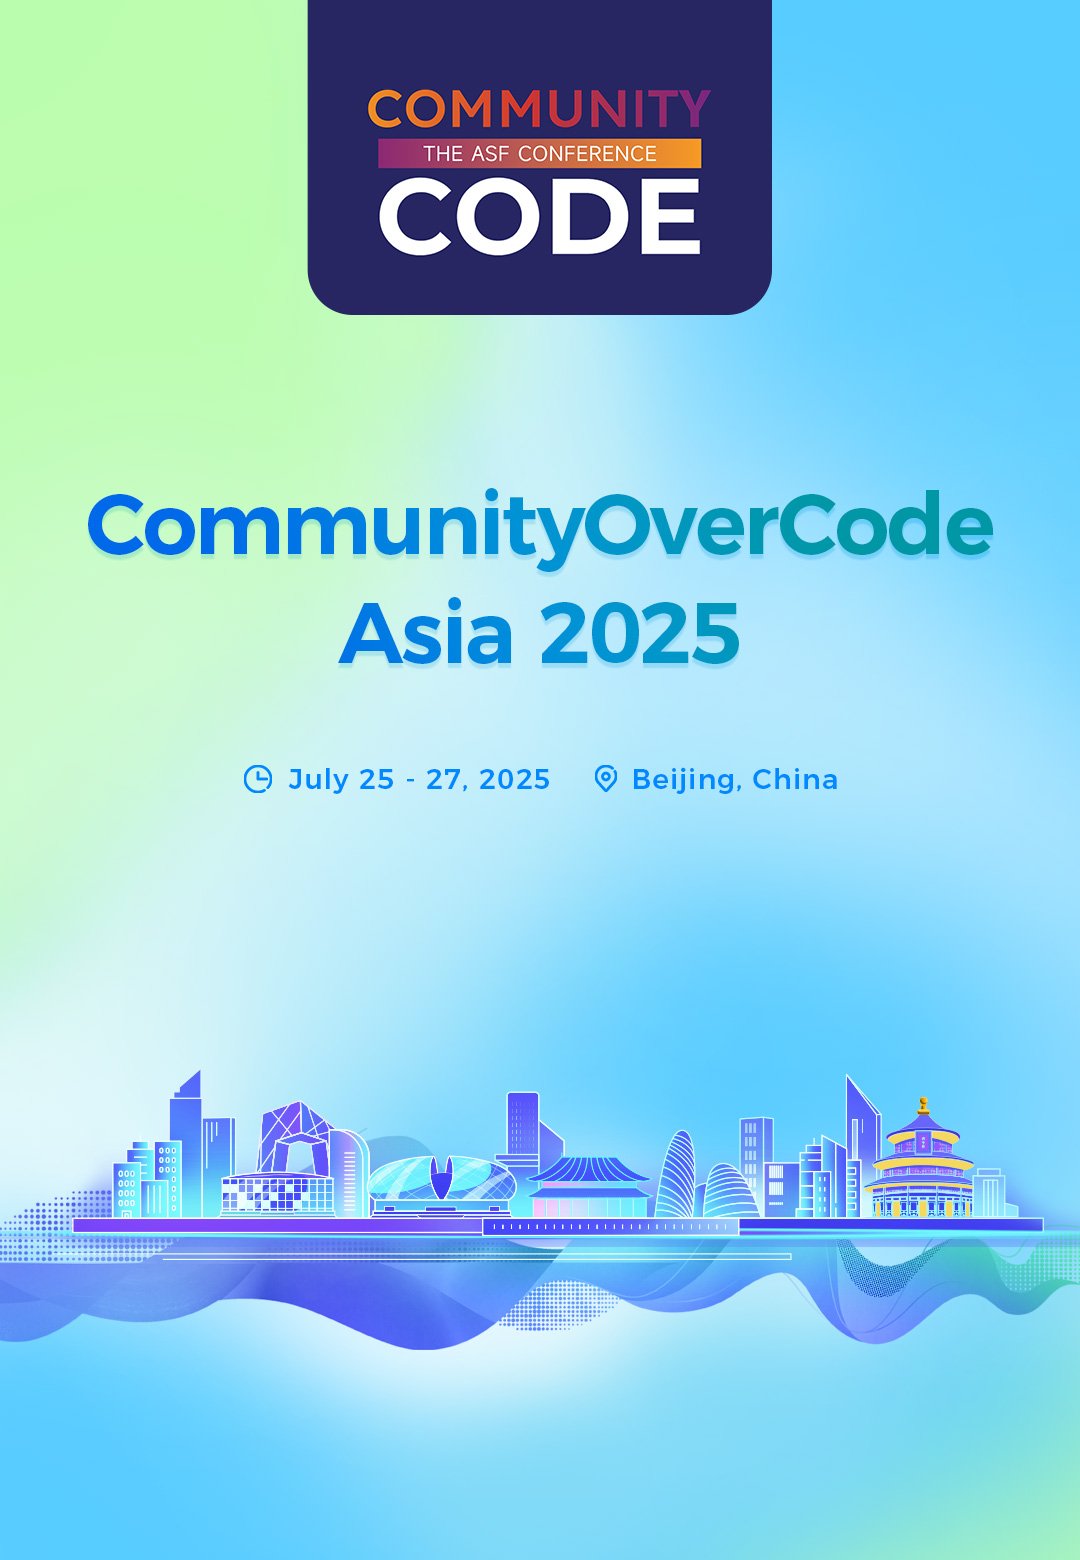 COMMUNITY
THE ASF CONFERENCE
CODE
CommunityOverCode
Asia 2025
July 25 - 27, 2025 Beijing, China